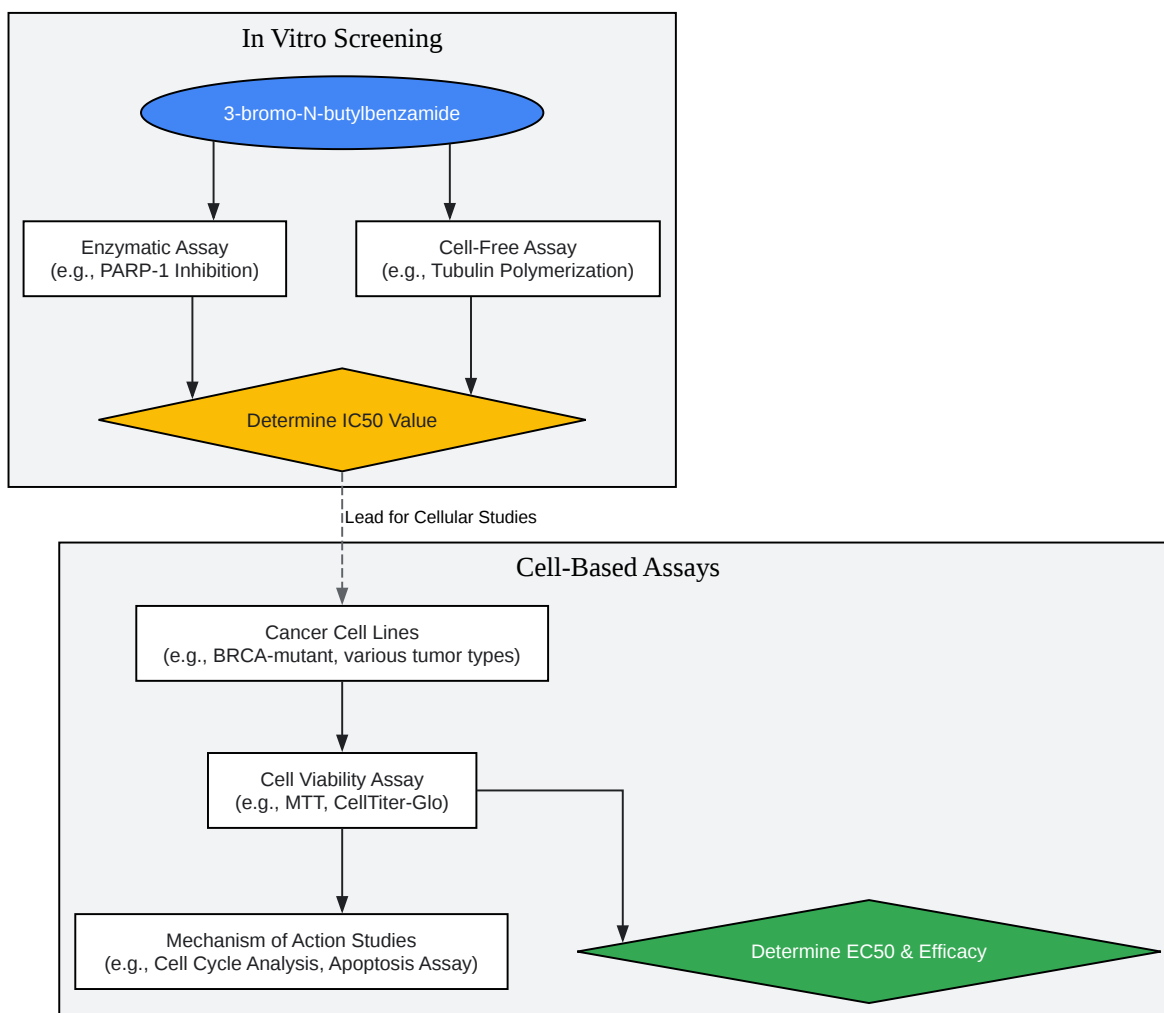 In Vitro Screening
3-bromo-N-butylbenzamide
Enzymatic Assay
(e.g., PARP-1 Inhibition)
Cell-Free Assay
(e.g., Tubulin Polymerization)
Determine IC50 Value
Lead for Cellular Studies
Cell-Based Assays
Cancer Cell Lines
(e.g., BRCA-mutant, various tumor types)
Cell Viability Assay
(e.g., MTT, CellTiter-Glo)
Mechanism of Action Studies
(e.g., Cell Cycle Analysis, Apoptosis Assay)
Determine EC50 & Efficacy